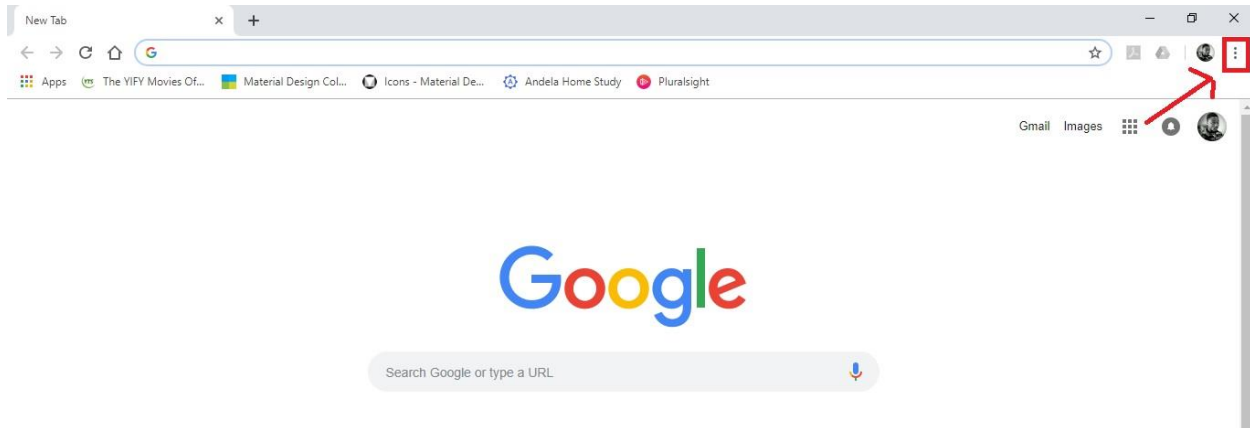 New Tab
Apps The YIFY Movies Of... Material Design Col... Icons - Material De... Andela Home Study Pluralsight
Gmail Images
Google
Search Google or type a URL